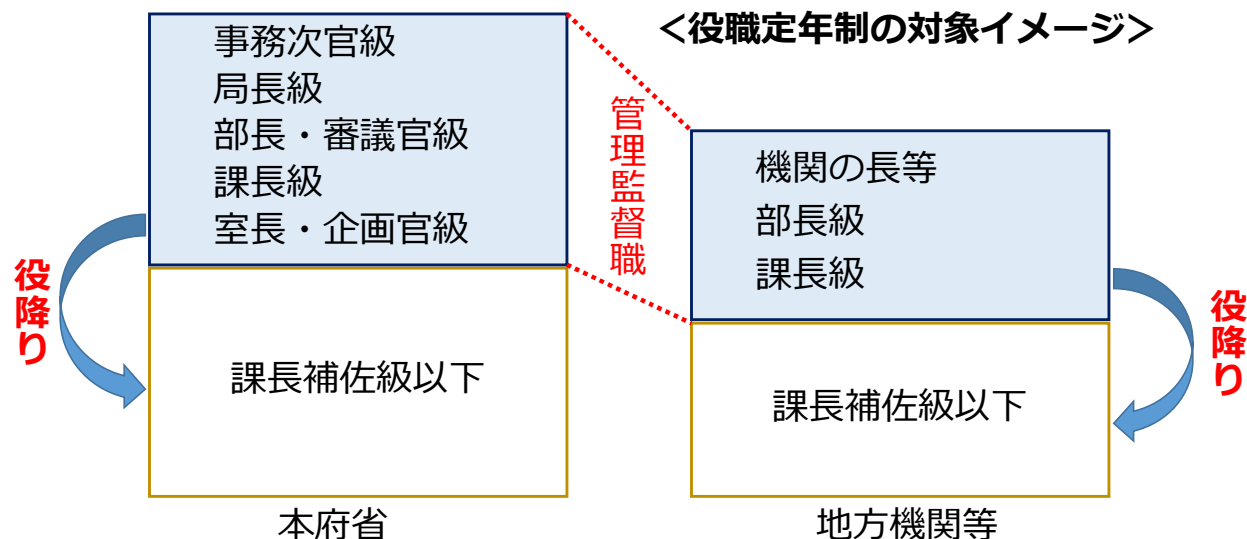 <役職定年制の対象イメージ>
事務次官級
局長級
部長・審議官級
課長級
室長・企画官級
管理監督職
機関の長等
部長級
課長級
役降り
課長補佐級以下
課長補佐級以下
役降り
本府省
地方機関等